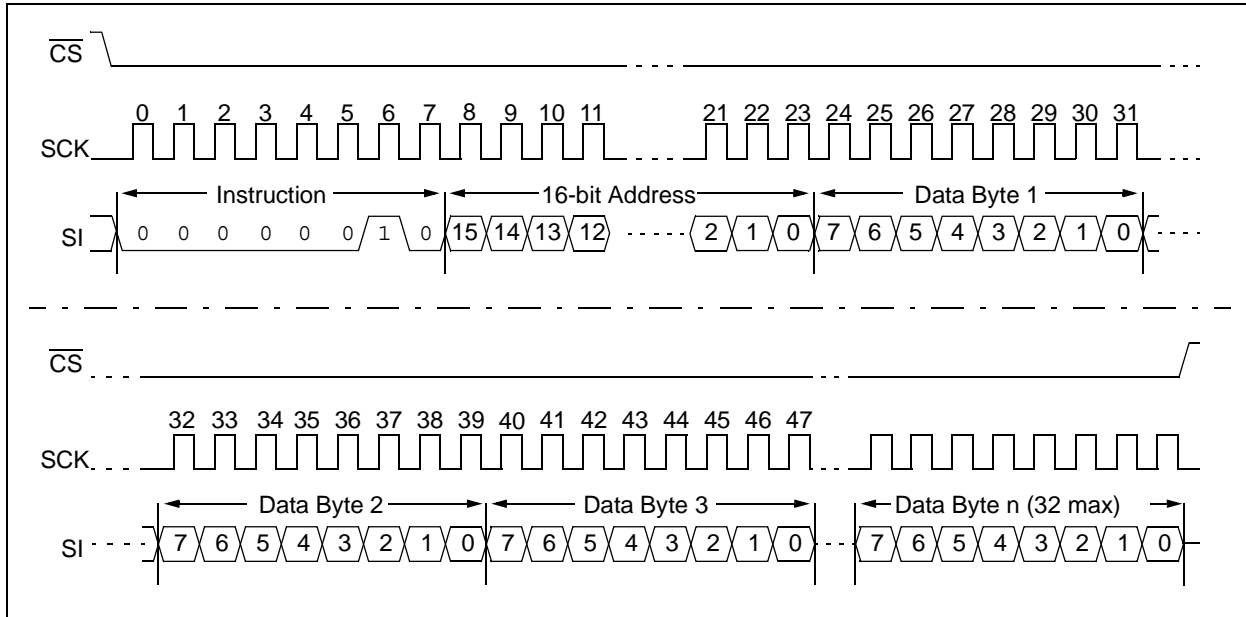 CS
0 1 2 3 4 5 6 7 8 9 10 11 21 22 23 24 25 26 27 28 29 30 31
SCK
Instruction 16-bit Address Data Byte 1
SI 0 0 0 0 0 0 1 0 15 14 13 12 2 1 0 7 6 5 4 3 2 1 0
CS
32 33 34 35 36 37 38 39 40 41 42 43 44 45 46 47
SCK
Data Byte 2 Data Byte 3 Data Byte n (32 max)
SI 7 6 5 4 3 2 1 0 7 6 5 4 3 2 1 0 7 6 5 4 3 2 1 0